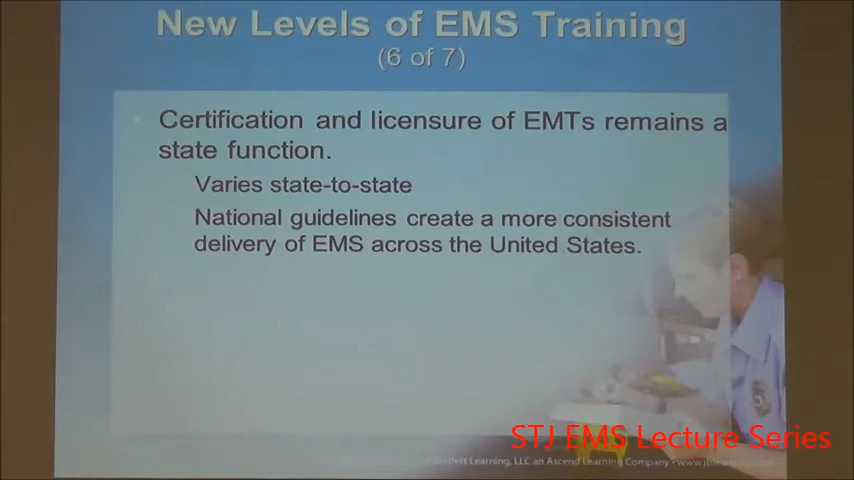 New Levels of EMS Training
(6 of 7)
Certification and licensure of EMTs remains a
state function.
Varies state-to-state
National guidelines create a more consistent
delivery of EMS across the United States.
STJ EMS Lecture Series
Learning, LLC an Ascend Learning Company